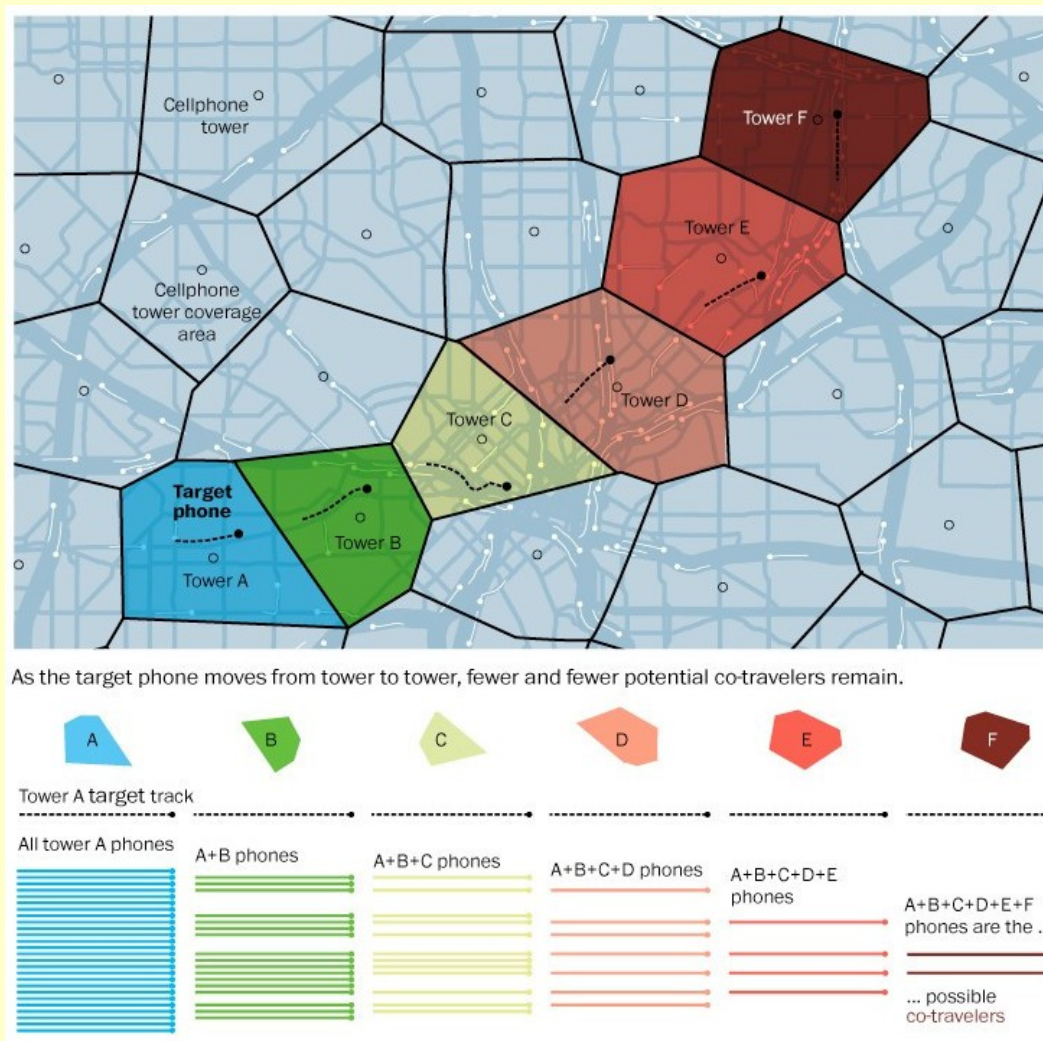 Cellphone
tower
Tower F
Tower E
Cellphone
tower coverage
area
Tower D
Tower C
Target
phone
Tower B
Tower A
As the target phone moves from tower to tower, fewer and fewer potential co-travelers remain.
A
B
C
D
E
F
Tower A target track
All tower A phones
A+B phones
A+B+C phones
A+B+C+D phones
A+B+C+D+E
phones
A+B+C+D+E+F
phones are the ..
... possible
co-travelers